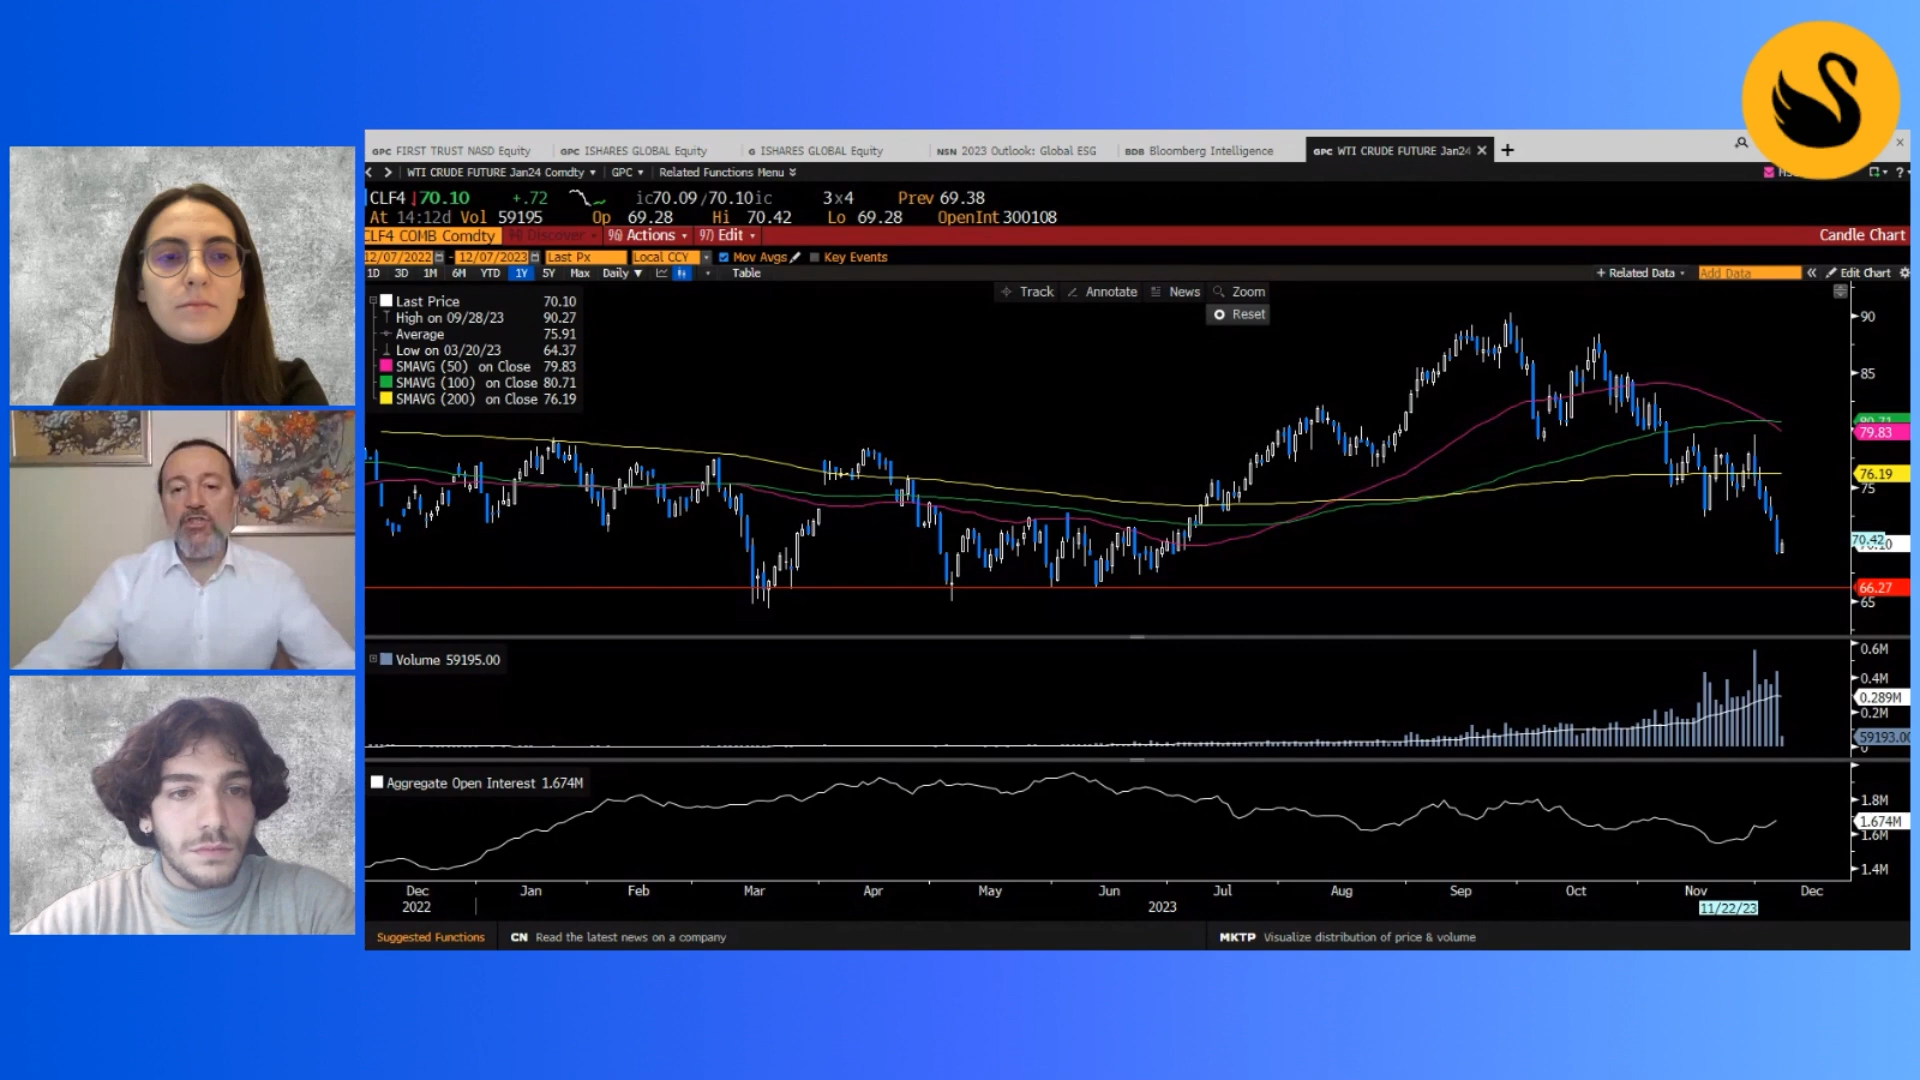 GPC FIRST TRUST NASD Equity GPC ISHARES GLOBAL Equity G ISHARES GLOBAL Equity NSN 2023 Outlook: Global ESG BDB Bloomberg Intelligence GPC WTI CRUDE FUTURE Jan24
WTI CRUDE FUTURE Jan24 Comdty GPC Related Functions Menu
CLF4 70.10 +.72 ic70.09/70.10ic 3x4 Prev 69.38
At 14:12d Vol 59195 Op 69.28 Hi 70.42 Lo 69.28 OpenInt 300108
CLF4 COMB Comdty Discover Actions 97) Edit Candle Chart
12/07/2022 - 12/07/2023 Last Px Local CCY Mov Avgs Key Events
1D 3D 1M 6M YTD 1Y 5Y Max Daily Table + Related Data Add Data Edit Chart
Track Annotate News Zoom
Reset
Last Price 70.10
High on 09/28/23 90.27
Average 75.91
Low on 03/20/23 64.37
SMAVG (50) on Close 79.83
SMAVG (100) on Close 80.71
SMAVG (200) on Close 76.19
90
85
80.71
79.83
76.19
75
70.42
66.27
65
Volume 59195.00
0.6M
0.4M
0.289M
0.2M
0
Aggregate Open Interest 1.674M
1.8M
1.674M
1.6M
1.4M
Dec Jan Feb Mar Apr May Jun Jul Aug Sep Oct Nov Dec
2022 2023 11/22/23
Suggested Functions CN Read the latest news on a company MKTP Visualize distribution of price & volume